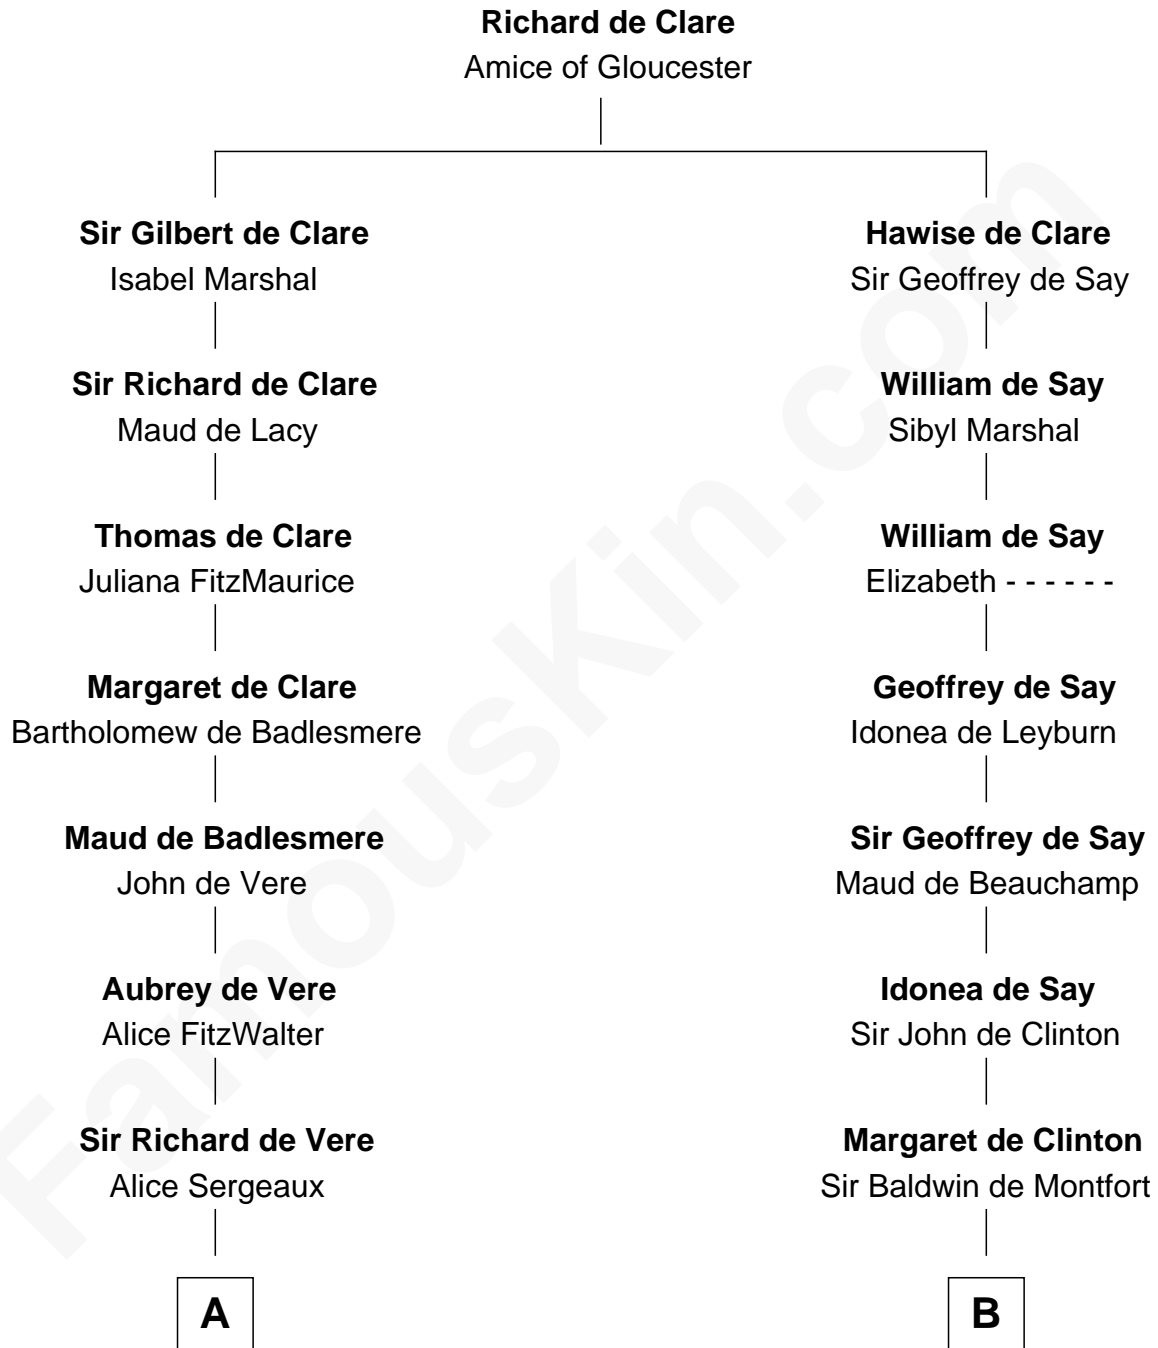 Richard de Clare
Amice of Gloucester
Sir Gilbert de Clare
Isabel Marshal
Sir Richard de Clare
Maud de Lacy
Thomas de Clare
Juliana FitzMaurice
Margaret de Clare
Bartholomew de Badlesmere
Maud de Badlesmere
John de Vere
Aubrey de Vere
Alice FitzWalter
Sir Richard de Vere
Alice Sergeaux
A
Hawise de Clare
Sir Geoffrey de Say
William de Say
Sibyl Marshal
William de Say
Elizabeth - - - - - -
Geoffrey de Say
Idonea de Leyburn
Sir Geoffrey de Say
Maud de Beauchamp
Idonea de Say
Sir John de Clinton
Margaret de Clinton
Sir Baldwin de Montfort
B
FamousKin.com